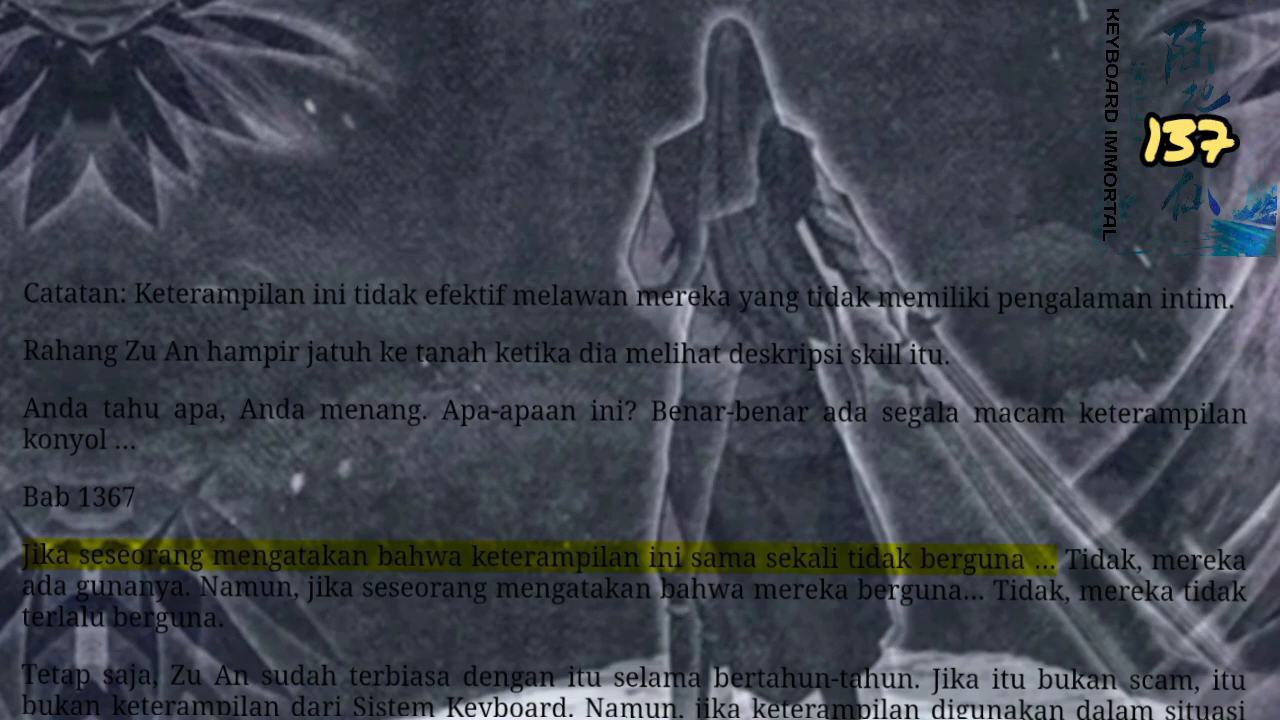 KEYBOARD IMMORTAL
陸地
137
仙
Catatan: Keterampilan ini tidak efektif melawan mereka yang tidak memiliki pengalaman intim.
Rahang Zu An hampir jatuh ke tanah ketika dia melihat deskripsi skill itu.
Anda tahu apa, Anda menang. Apa-apaan ini? Benar-benar ada segala macam keterampilan
konyol ...
Bab 1367
Jika seseorang mengatakan bahwa keterampilan ini sama sekali tidak berguna ... Tidak, mereka
ada gunanya. Namun, jika seseorang mengatakan bahwa mereka berguna... Tidak, mereka tidak
terlalu berguna.
Tetap saja, Zu An sudah terbiasa dengan itu selama bertahun-tahun. Jika itu bukan scam, itu
bukan keterampilan dari Sistem Keyboard. Namun, jika keterampilan digunakan dalam situasi